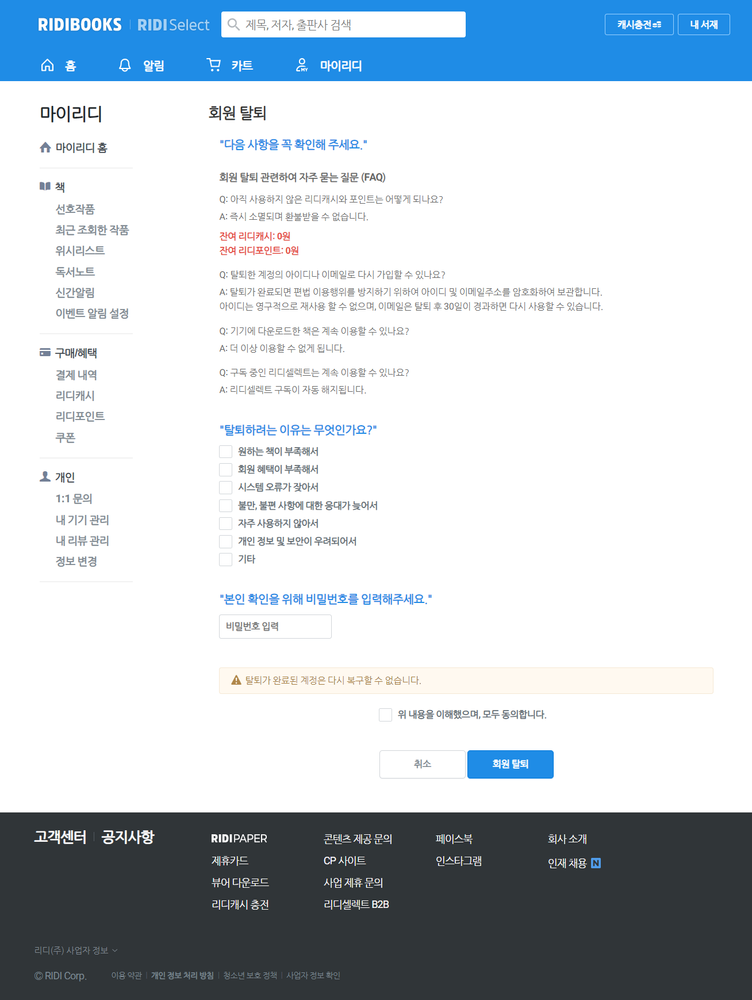 RIDIBOOKS RIDI Select 제목, 저자, 출판사 검색 캐시충전 내 서재
홈 알림 카트 마이리디
마이리디
마이리디 홈
책
선호작품
최근 조회한 작품
위시리스트
독서노트
신간알림
이벤트 알림 설정
구매/혜택
결제 내역
리디캐시
리디포인트
쿠폰
개인
1:1 문의
내 기기 관리
내 리뷰 관리
정보 변경
회원 탈퇴
"다음 사항을 꼭 확인해 주세요."
회원 탈퇴 관련하여 자주 묻는 질문 (FAQ)
Q: 아직 사용하지 않은 리디캐시와 포인트는 어떻게 되나요?
A: 즉시 소멸되며 환불받을 수 없습니다.
잔여 리디캐시: 0원
잔여 리디포인트: 0원
Q: 탈퇴한 계정의 아이디나 이메일로 다시 가입할 수 있나요?
A: 탈퇴가 완료되면 편법 이용행위를 방지하기 위하여 아이디 및 이메일주소를 암호화하여 보관합니다.
아이디는 영구적으로 재사용 할 수 없으며, 이메일은 탈퇴 후 30일이 경과하면 다시 사용할 수 있습니다.
Q: 기기에 다운로드한 책은 계속 이용할 수 있나요?
A: 더 이상 이용할 수 없게 됩니다.
Q: 구독 중인 리디셀렉트는 계속 이용할 수 있나요?
A: 리디셀렉트 구독이 자동 해지됩니다.
"탈퇴하려는 이유는 무엇인가요?"
원하는 책이 부족해서
회원 혜택이 부족해서
시스템 오류가 잦아서
불만, 불편 사항에 대한 응대가 늦어서
자주 사용하지 않아서
개인 정보 및 보안이 우려되어서
기타
"본인 확인을 위해 비밀번호를 입력해주세요."
비밀번호 입력
탈퇴가 완료된 계정은 다시 복구할 수 없습니다.
위 내용을 이해했으며, 모두 동의합니다.
취소 회원 탈퇴
고객센터 공지사항
RIDIPAPER
제휴카드
뷰어 다운로드
리디캐시 충전
콘텐츠 제공 문의
CP 사이트
사업 제휴 문의
리디셀렉트 B2B
페이스북
인스타그램
회사 소개
인재 채용 N
리디(주) 사업자 정보
© RIDI Corp. 이용 약관 개인 정보 처리 방침 청소년 보호 정책 사업자 정보 확인